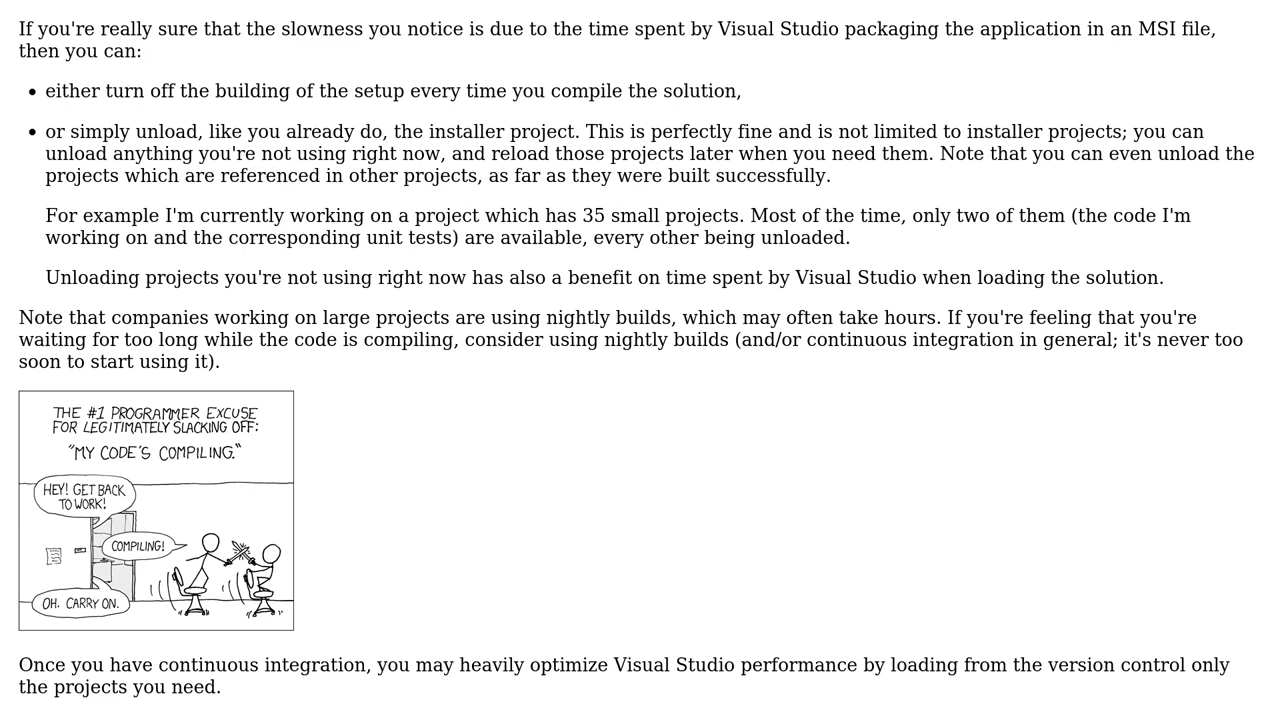 If you're really sure that the slowness you notice is due to the time spent by Visual Studio packaging the application in an MSI file,
then you can:
• either turn off the building of the setup every time you compile the solution,
• or simply unload, like you already do, the installer project. This is perfectly fine and is not limited to installer projects; you can
unload anything you're not using right now, and reload those projects later when you need them. Note that you can even unload the
projects which are referenced in other projects, as far as they were built successfully.
For example I'm currently working on a project which has 35 small projects. Most of the time, only two of them (the code I'm
working on and the corresponding unit tests) are available, every other being unloaded.
Unloading projects you're not using right now has also a benefit on time spent by Visual Studio when loading the solution.
Note that companies working on large projects are using nightly builds, which may often take hours. If you're feeling that you're
waiting for too long while the code is compiling, consider using nightly builds (and/or continuous integration in general; it's never too
soon to start using it).
THE #1 PROGRAMMER EXCUSE
FOR LEGITIMATELY SLACKING OFF:
"MY CODE'S COMPILING."
HEY! GET BACK
TO WORK!
COMPILING!
OH. CARRY ON.
Once you have continuous integration, you may heavily optimize Visual Studio performance by loading from the version control only
the projects you need.